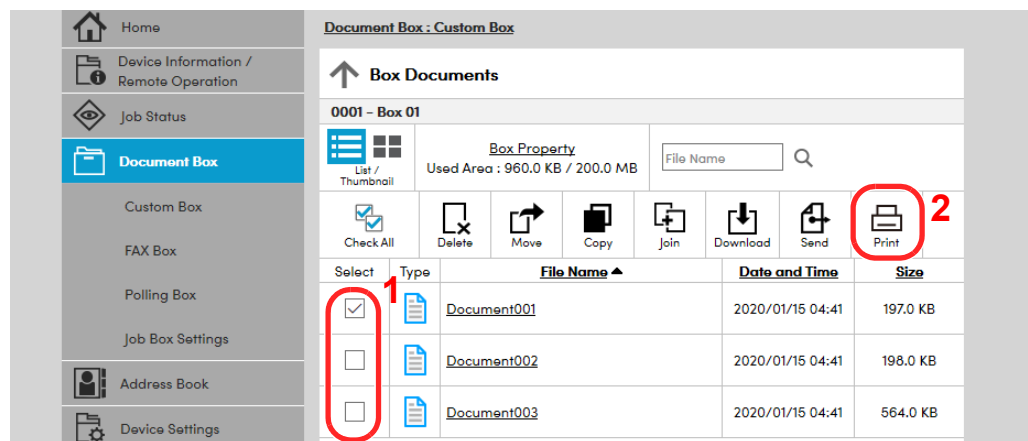 Home
Device Information /
Remote Operation
Job Status
Document Box
Custom Box
FAX Box
Polling Box
Job Box Settings
Address Book
Device Settings
Document Box : Custom Box
Box Documents
0001 - Box 01
List /
Thumbnail
Box Property
Used Area : 960.0 KB / 200.0 MB
File Name
Check All Delete Move Copy Join Download Send Print 2
Select Type File Name Date and Time Size
1
Document001 2020/01/15 04:41 197.0 KB
Document002 2020/01/15 04:41 198.0 KB
Document003 2020/01/15 04:41 564.0 KB